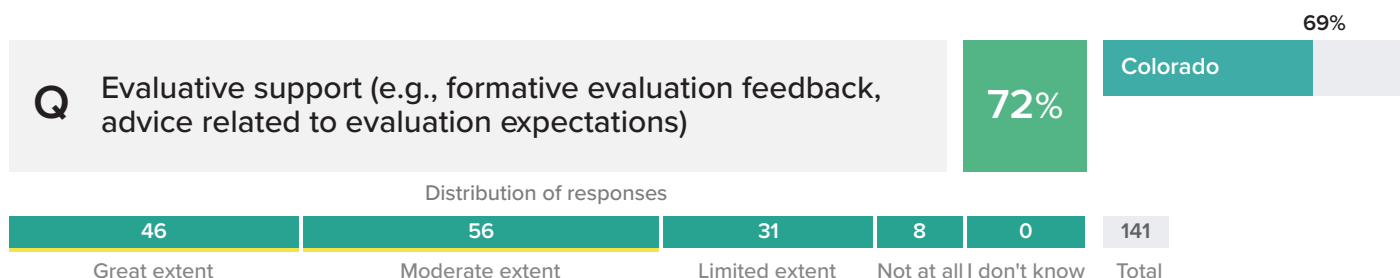 69%
Q Evaluative support (e.g., formative evaluation feedback,
advice related to evaluation expectations)
72%
Colorado
Distribution of responses
46 56 31 8 0 141
Great extent Moderate extent Limited extent Not at all I don't know Total